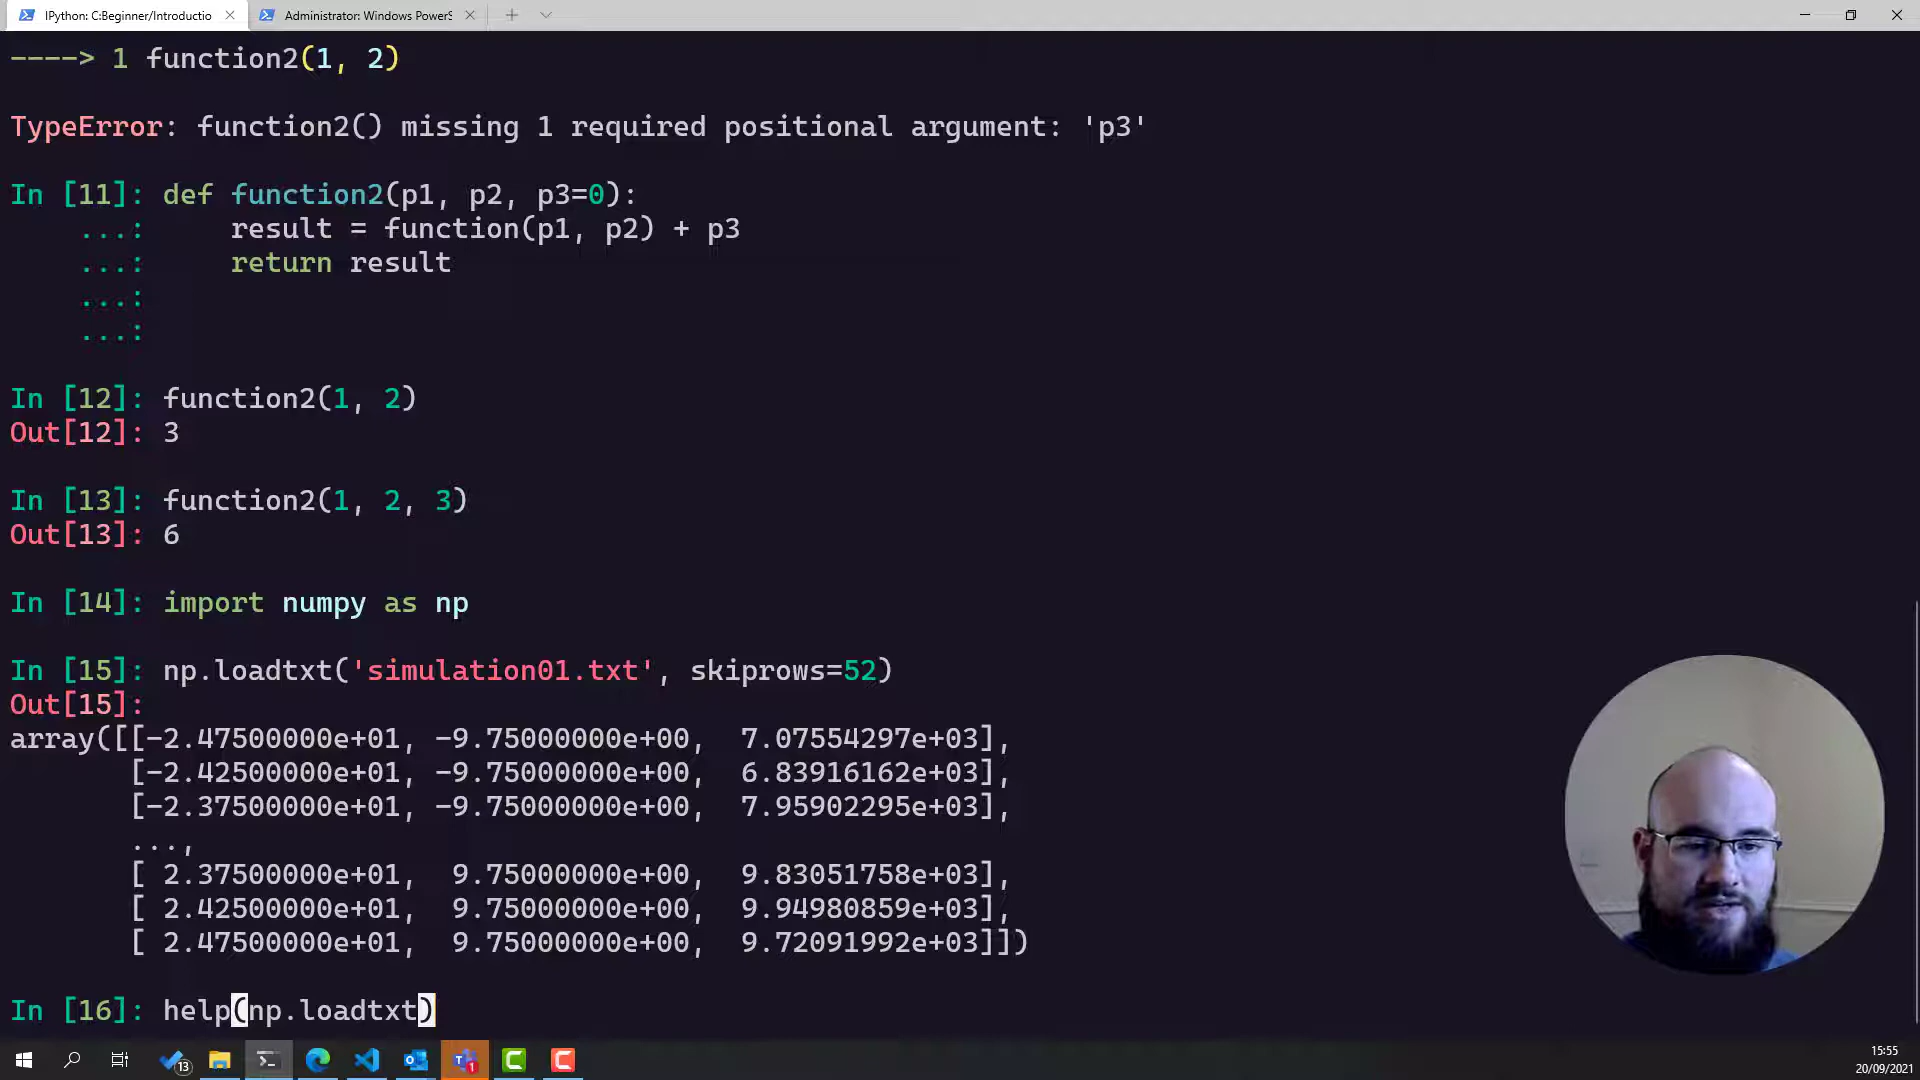 IPython: C:Beginner/Introductio
Administrator: Windows PowerS
----> 1 function2(1, 2)
TypeError: function2() missing 1 required positional argument: 'p3'
In [11]: def function2(p1, p2, p3=0):
...: result = function(p1, p2) + p3
...: return result
...:
...:
In [12]: function2(1, 2)
Out[12]: 3
In [13]: function2(1, 2, 3)
Out[13]: 6
In [14]: import numpy as np
In [15]: np.loadtxt('simulation01.txt', skiprows=52)
Out[15]:
array([[-2.47500000e+01, -9.75000000e+00, 7.07554297e+03],
[-2.42500000e+01, -9.75000000e+00, 6.83916162e+03],
[-2.37500000e+01, -9.75000000e+00, 7.95902295e+03],
...,
[ 2.37500000e+01, 9.75000000e+00, 9.83051758e+03],
[ 2.42500000e+01, 9.75000000e+00, 9.94980859e+03],
[ 2.47500000e+01, 9.75000000e+00, 9.72091992e+03]])
In [16]: help(np.loadtxt)
13
1
15:55
20/09/2021